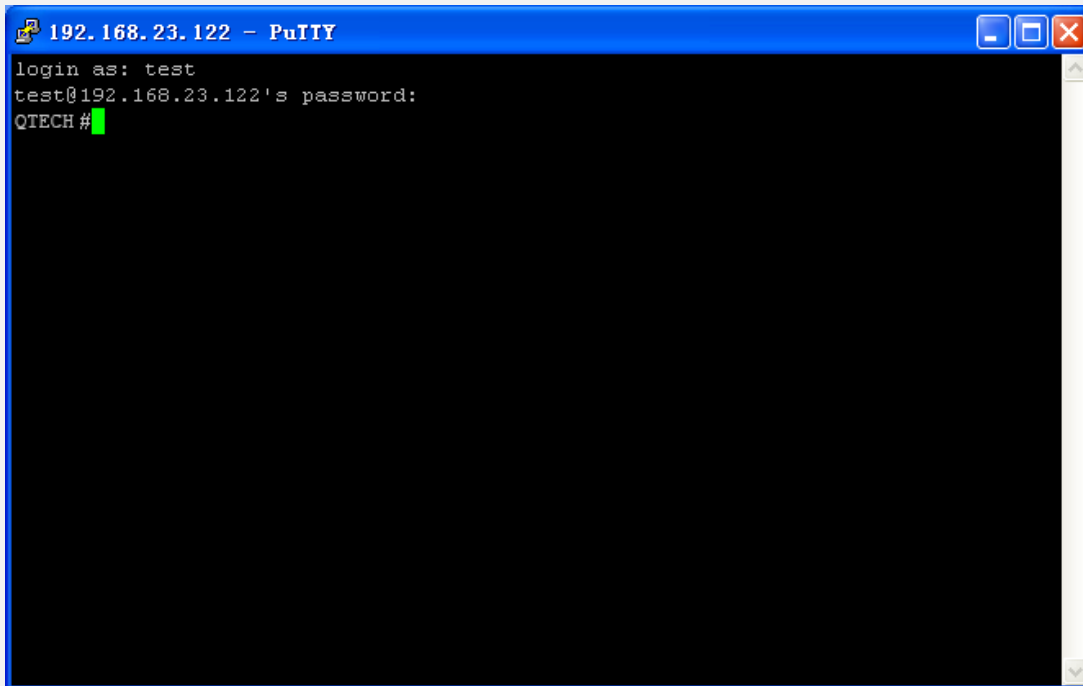 192.168.23.122 - PuTTY
login as: test
test@192.168.23.122's password:
QTECH #